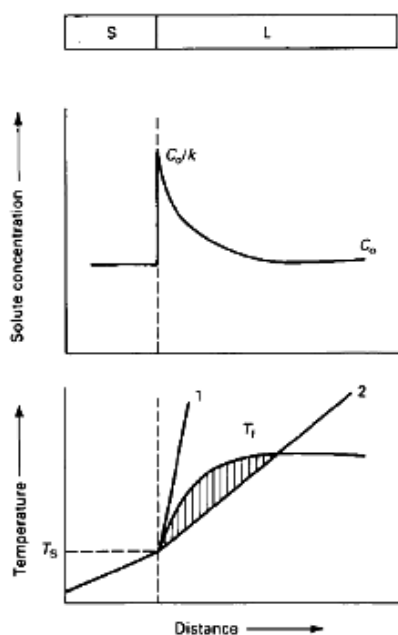 S
L
Solute concentration
C₀/k
C₀
Temperature
1
2
T_f
T_S
Distance